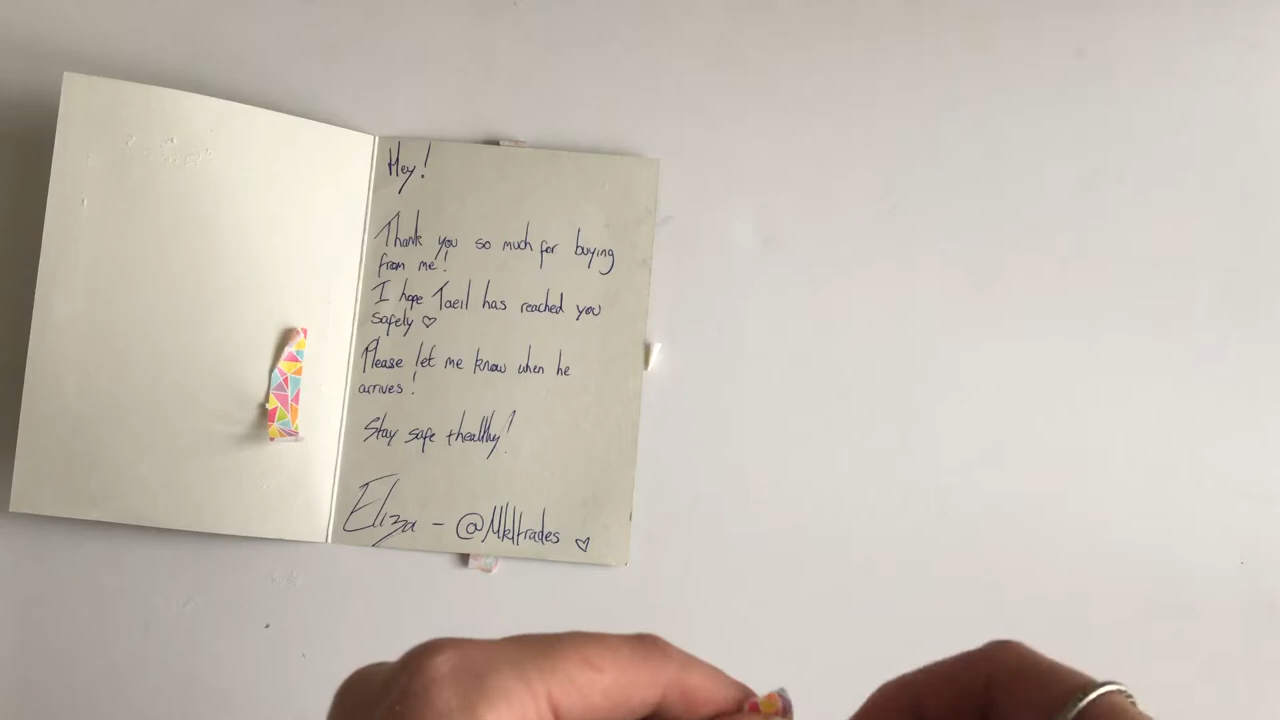 Hey!
Thank you so much for buying
from me!
I hope Taeil has reached you
safely ♡
Please let me know when he
arrives!
Stay safe + healthy!
Eliza - @Mkltrades ♡